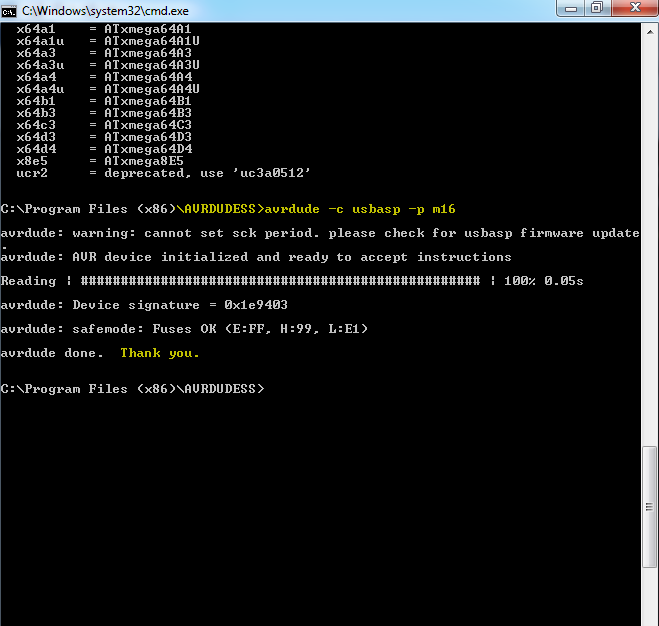 C:\Windows\system32\cmd.exe
x64a1 = ATxmega64A1
x64a1u = ATxmega64A1U
x64a3 = ATxmega64A3
x64a3u = ATxmega64A3U
x64a4 = ATxmega64A4
x64a4u = ATxmega64A4U
x64b1 = ATxmega64B1
x64b3 = ATxmega64B3
x64c3 = ATxmega64C3
x64d3 = ATxmega64D3
x64d4 = ATxmega64D4
x8e5 = ATxmega8E5
ucr2 = deprecated, use 'uc3a0512'
C:\Program Files (x86)\AVRDUDESS>avrdude -c usbasp -p m16
avrdude: warning: cannot set sck period. please check for usbasp firmware update
.
avrdude: AVR device initialized and ready to accept instructions
Reading | ################################################## | 100% 0.05s
avrdude: Device signature = 0x1e9403
avrdude: safemode: Fuses OK (E:FF, H:99, L:E1)
avrdude done.  Thank you.
C:\Program Files (x86)\AVRDUDESS>